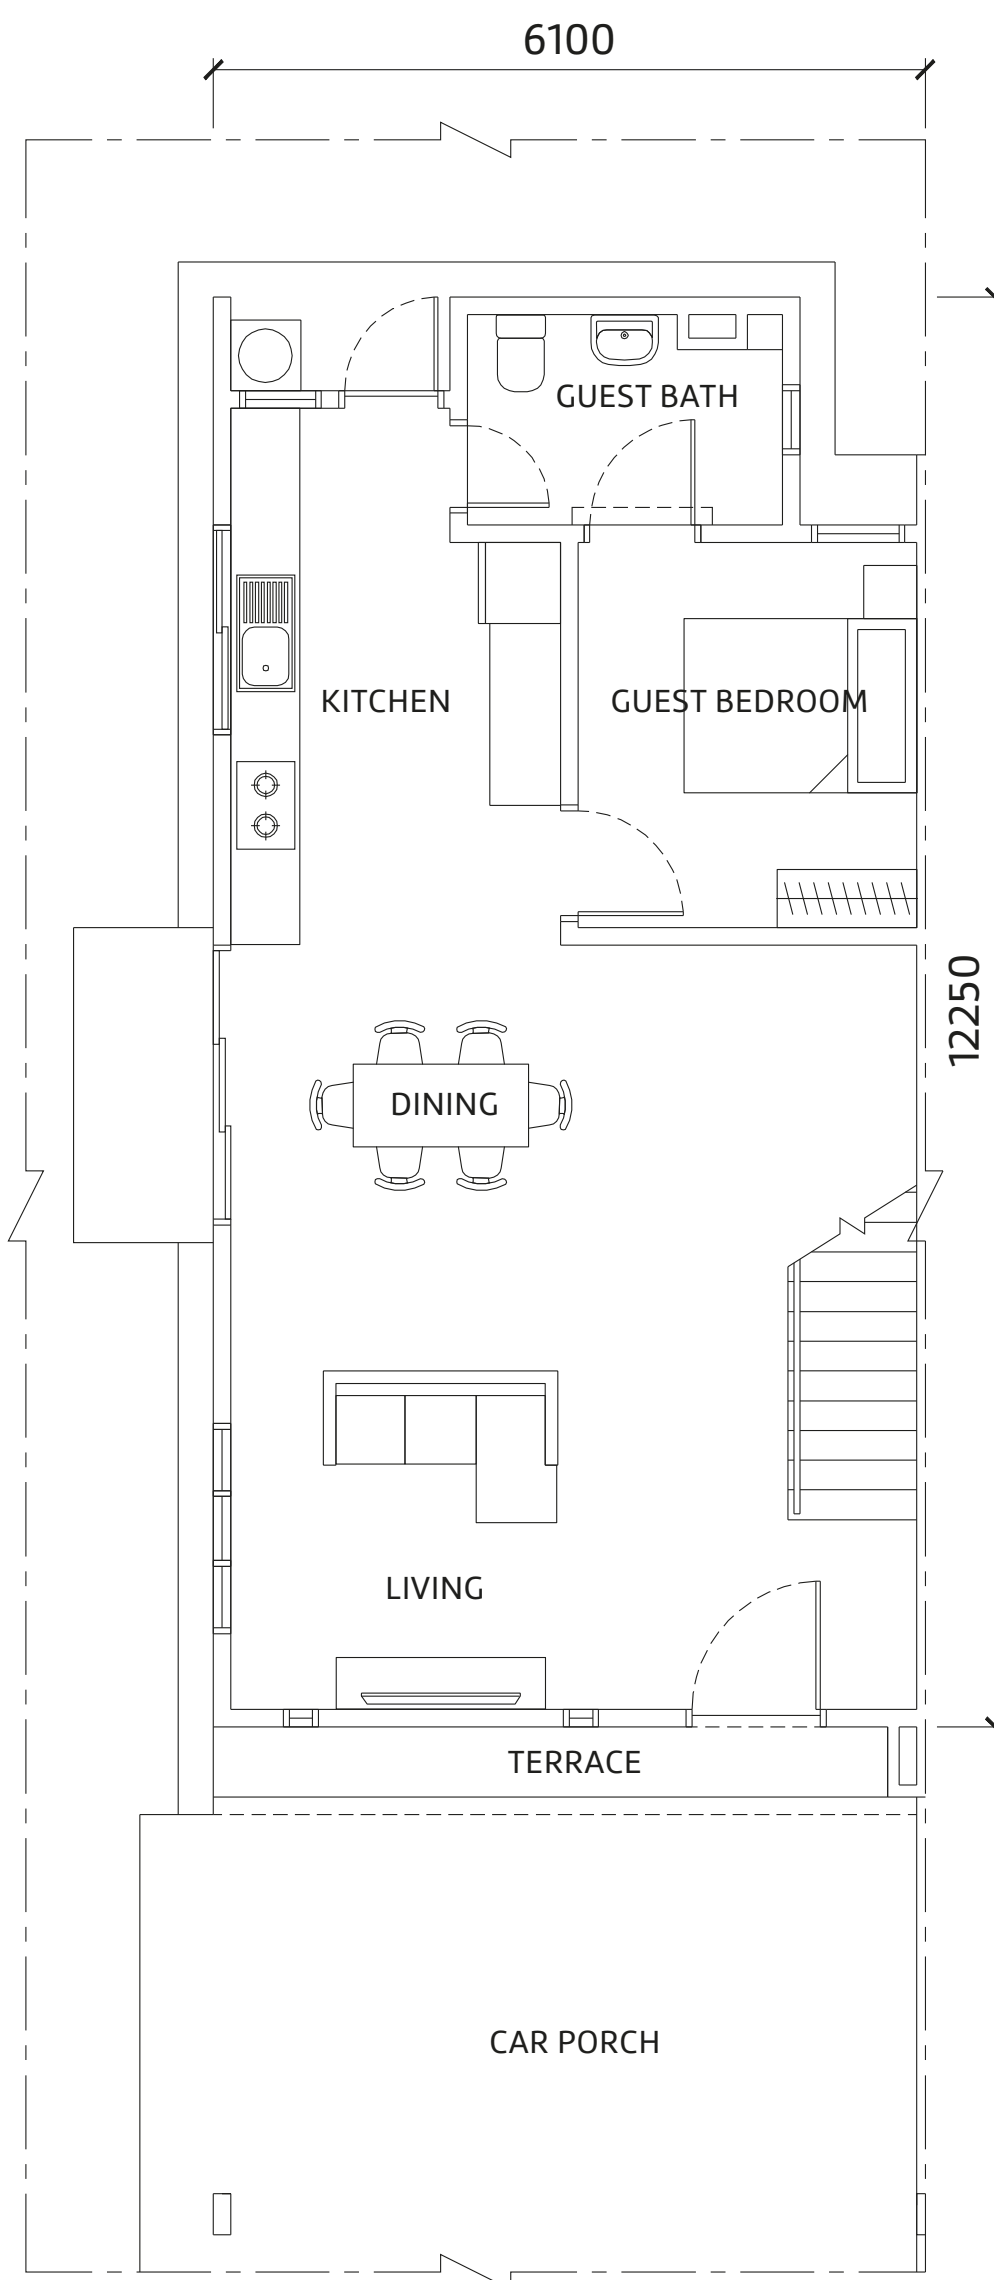 6100
GUEST BATH
KITCHEN
GUEST BEDROOM
12250
DINING
LIVING
TERRACE
CAR PORCH